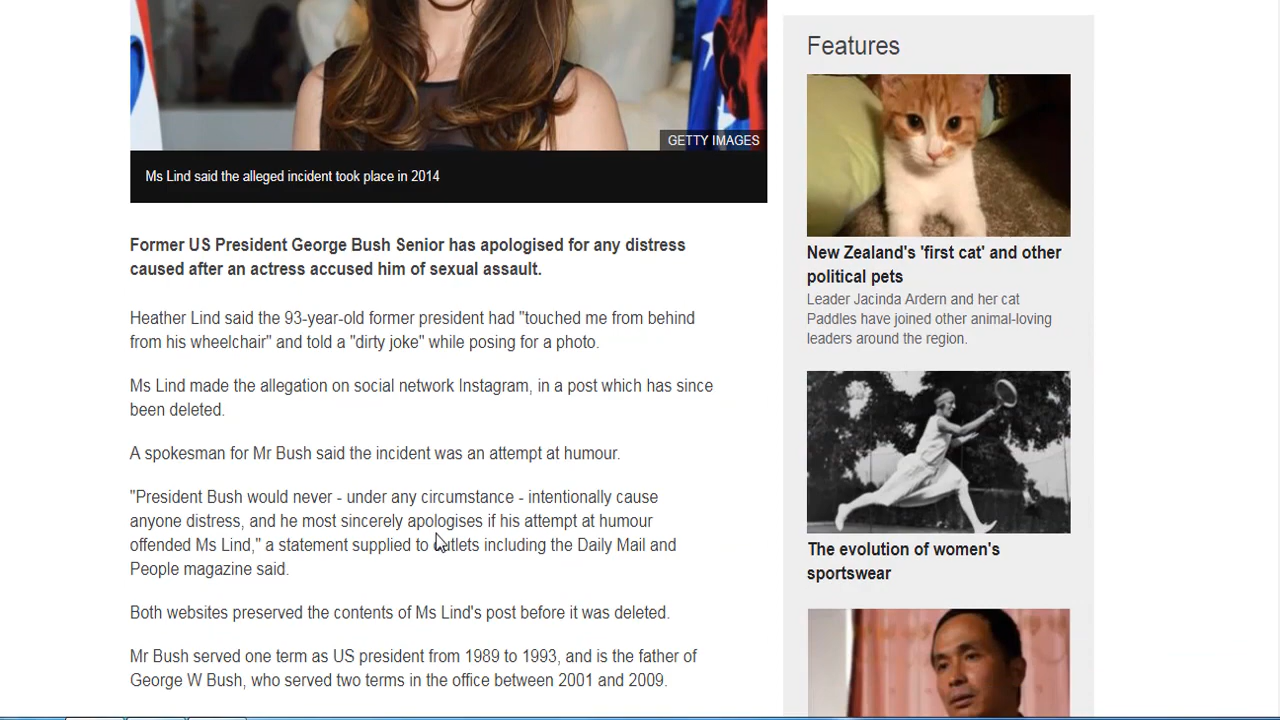 GETTY IMAGES
Ms Lind said the alleged incident took place in 2014
Former US President George Bush Senior has apologised for any distress
caused after an actress accused him of sexual assault.
Heather Lind said the 93-year-old former president had "touched me from behind
from his wheelchair" and told a "dirty joke" while posing for a photo.
Ms Lind made the allegation on social network Instagram, in a post which has since
been deleted.
A spokesman for Mr Bush said the incident was an attempt at humour.
"President Bush would never - under any circumstance - intentionally cause
anyone distress, and he most sincerely apologises if his attempt at humour
offended Ms Lind," a statement supplied to outlets including the Daily Mail and
People magazine said.
Both websites preserved the contents of Ms Lind's post before it was deleted.
Mr Bush served one term as US president from 1989 to 1993, and is the father of
George W Bush, who served two terms in the office between 2001 and 2009.
Features
New Zealand's 'first cat' and other
political pets
Leader Jacinda Ardern and her cat
Paddles have joined other animal-loving
leaders around the region.
The evolution of women's
sportswear